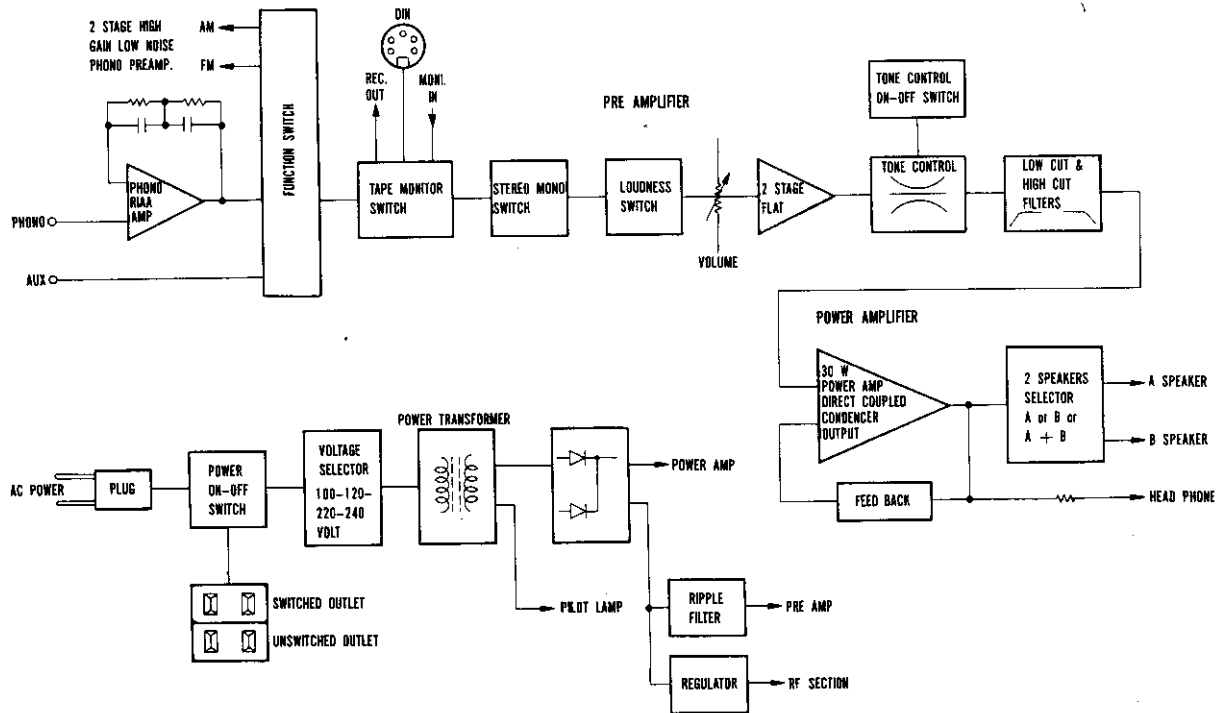 2 STAGE HIGH
GAIN LOW NOISE
PHONO PREAMP.
AM
FM
PHONO
RIAA
AMP
PHONO
AUX
FUNCTION SWITCH
DIN
REC.
OUT
MONI.
IN
TAPE MONITOR
SWITCH
STEREO MONO
SWITCH
LOUDNESS
SWITCH
PRE AMPLIFIER
VOLUME
2 STAGE
FLAT
TONE CONTROL
ON-OFF SWITCH
TONE CONTROL
LOW CUT &
HIGH CUT
FILTERS
POWER AMPLIFIER
30 W
POWER AMP
DIRECT COUPLED
CONDENCER
OUTPUT
FEED BACK
2 SPEAKERS
SELECTOR
A or B or
A + B
A SPEAKER
B SPEAKER
HEAD PHONE
AC POWER
PLUG
POWER
ON-OFF
SWITCH
SWITCHED OUTLET
UNSWITCHED OUTLET
VOLTAGE
SELECTOR
100-120-
220-240
VOLT
POWER TRANSFORMER
POWER AMP
PILOT LAMP
RIPPLE
FILTER
PRE AMP
REGULATOR
RF SECTION